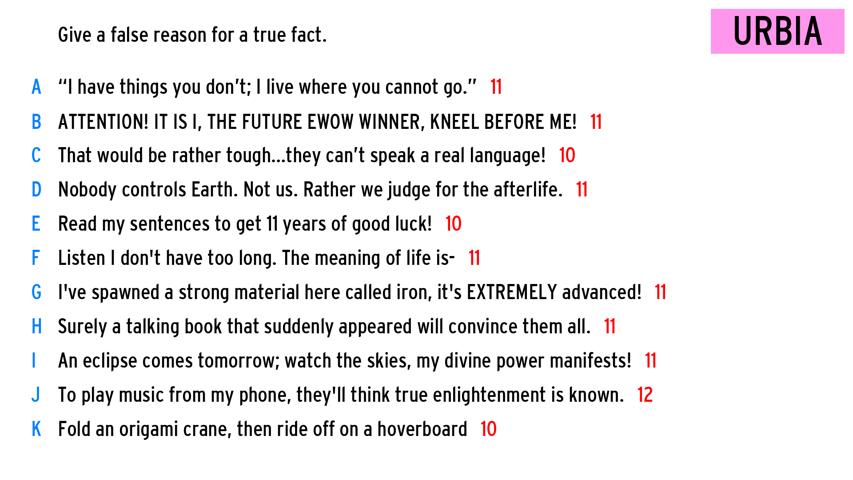 Give a false reason for a true fact.
URBIA
A “I have things you don’t; I live where you cannot go.” 11
B ATTENTION! IT IS I, THE FUTURE EWOW WINNER, KNEEL BEFORE ME! 11
C That would be rather tough...they can’t speak a real language! 10
D Nobody controls Earth. Not us. Rather we judge for the afterlife. 11
E Read my sentences to get 11 years of good luck! 10
F Listen I don't have too long. The meaning of life is- 11
G I've spawned a strong material here called iron, it's EXTREMELY advanced! 11
H Surely a talking book that suddenly appeared will convince them all. 11
I An eclipse comes tomorrow; watch the skies, my divine power manifests! 11
J To play music from my phone, they'll think true enlightenment is known. 12
K Fold an origami crane, then ride off on a hoverboard 10